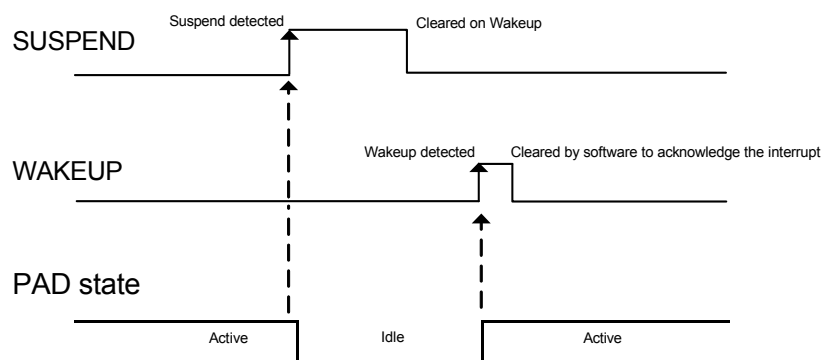 Suspend detected
Cleared on Wakeup
SUSPEND
Wakeup detected
Cleared by software to acknowledge the interrupt
WAKEUP
PAD state
Active
Idle
Active